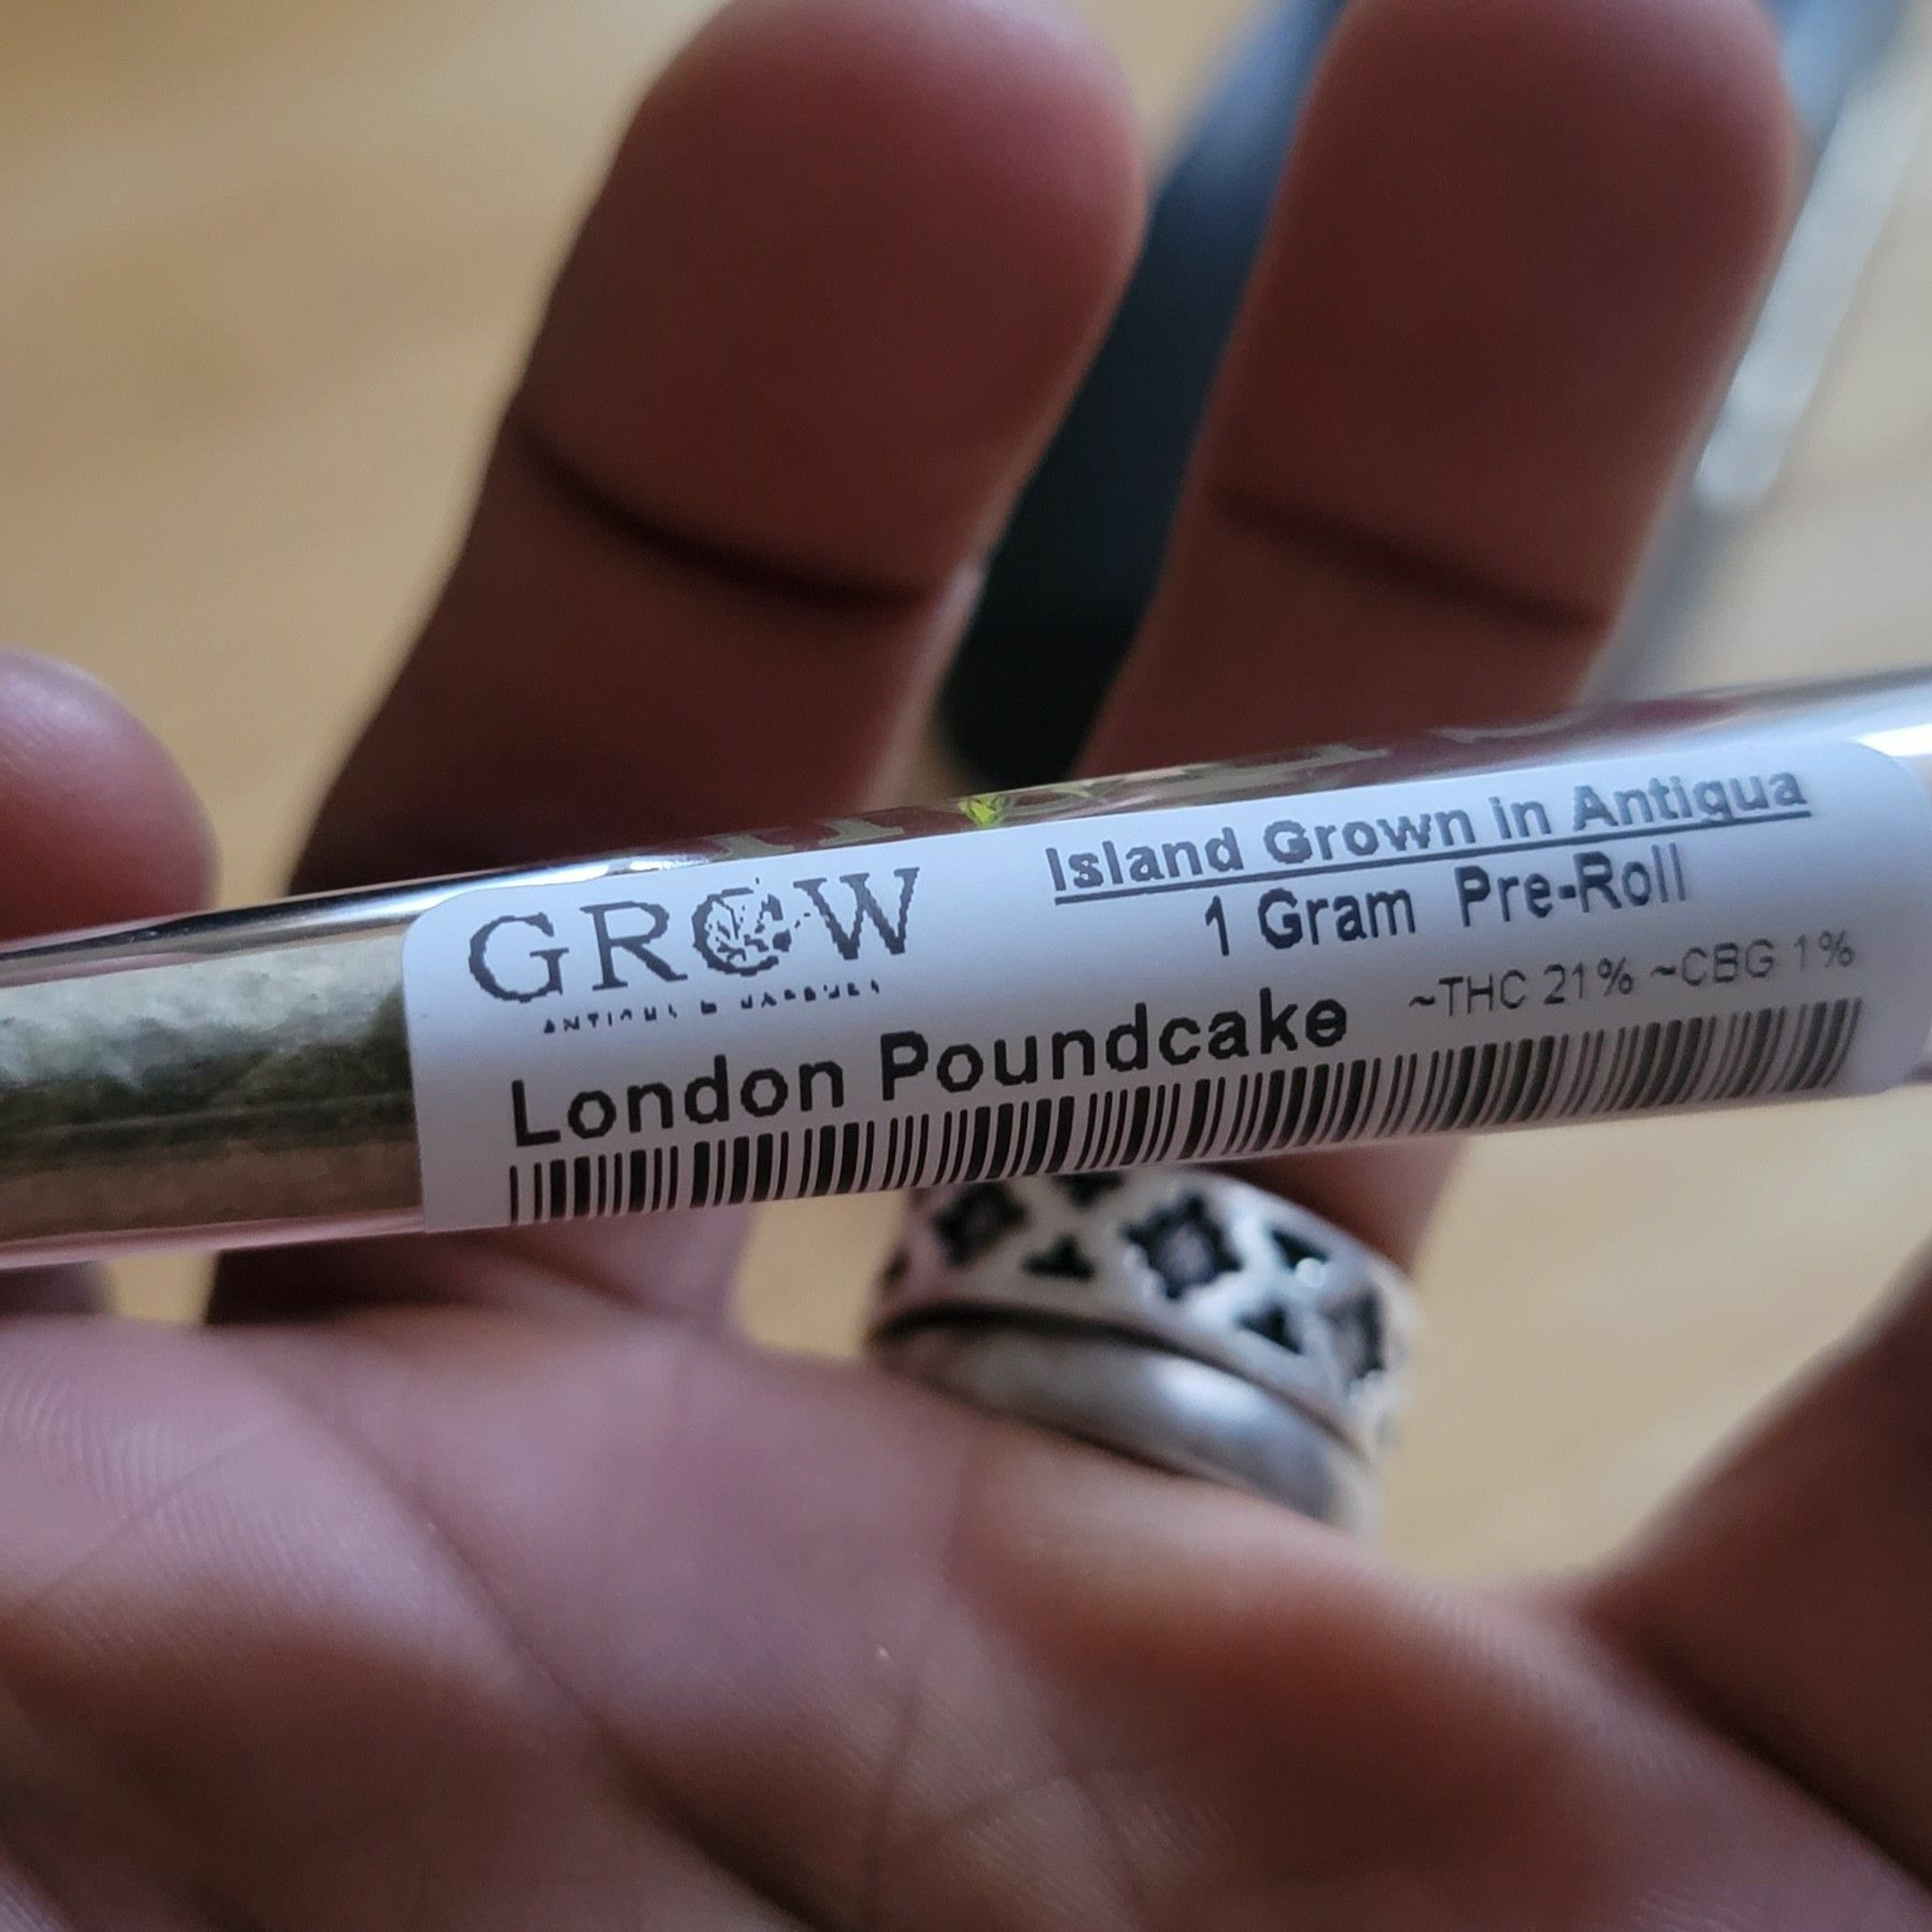 GROW
Island Grown in Antigua
1 Gram Pre-Roll
London Poundcake
~THC 21% ~CBG 1%